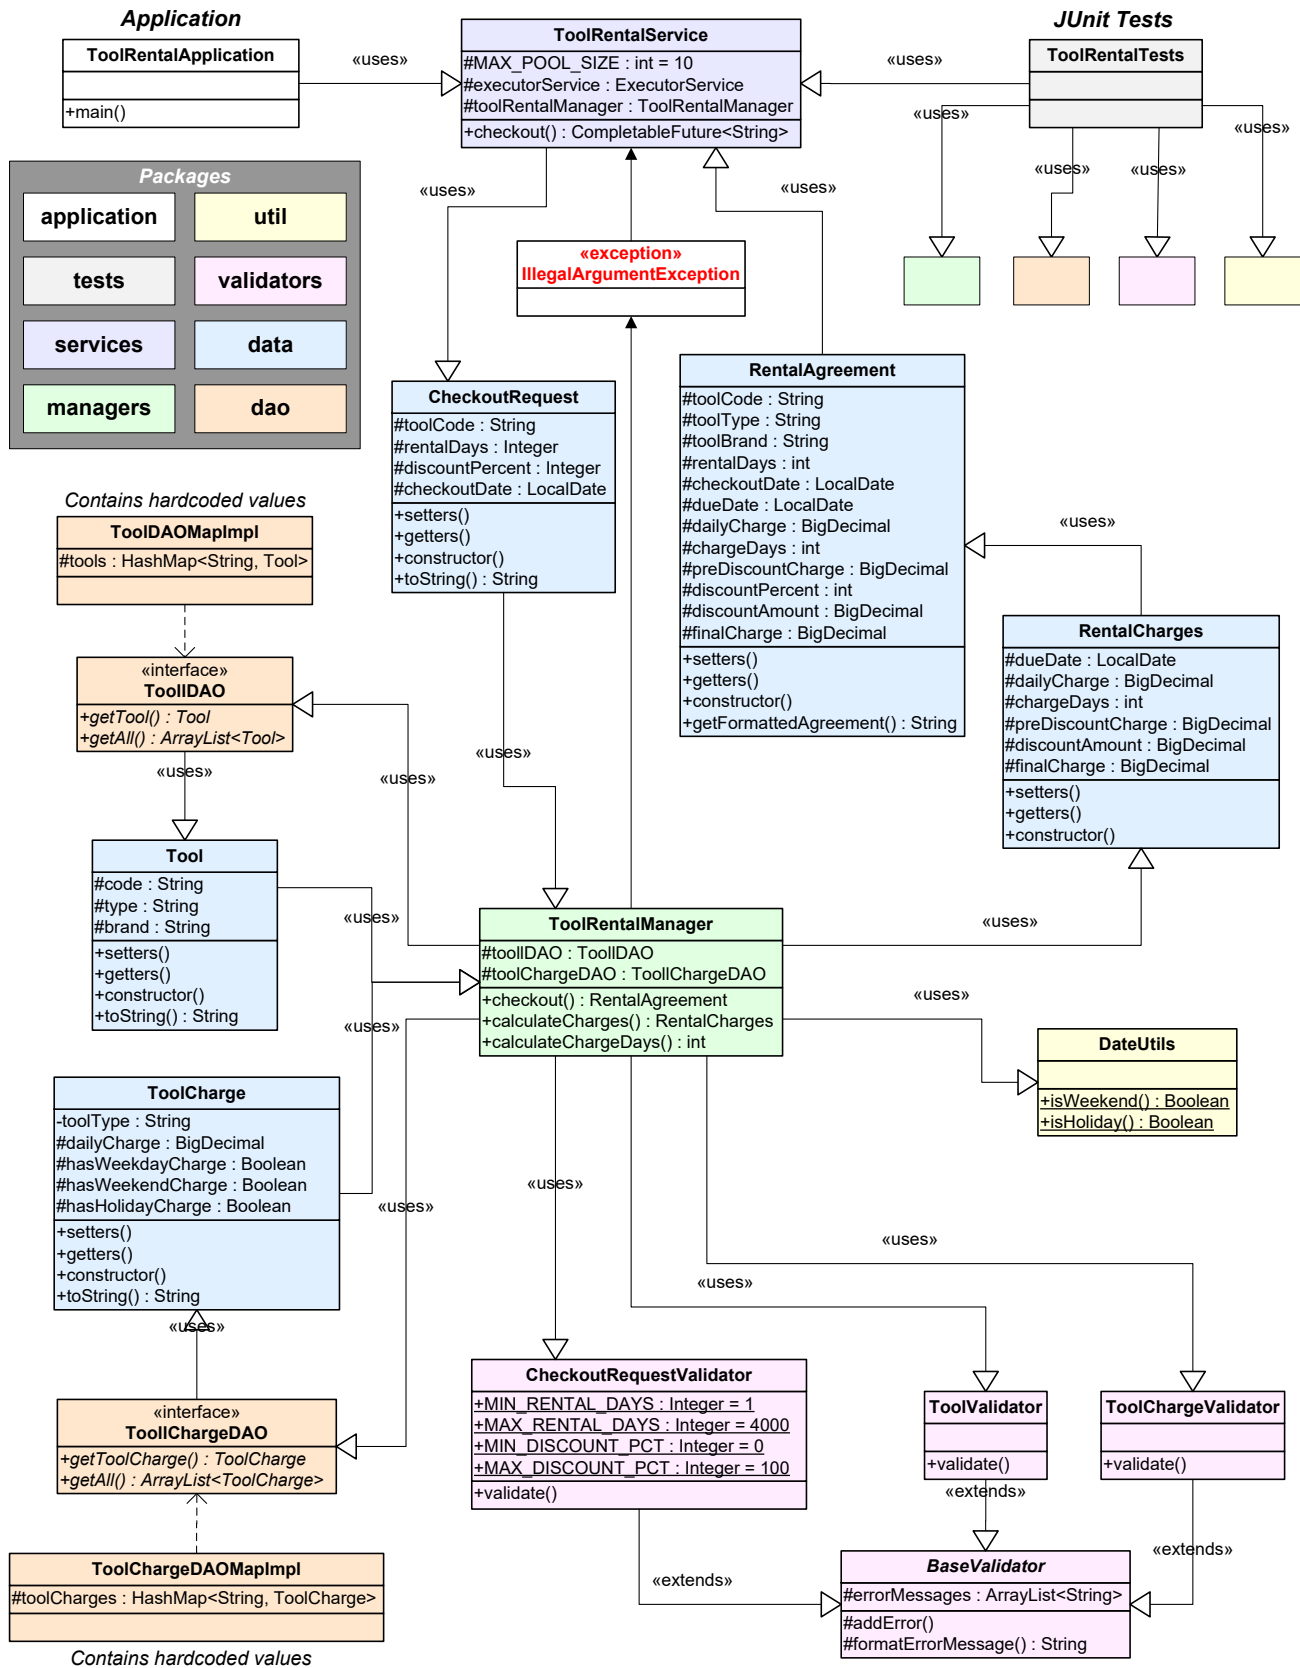 Application
JUnit Tests
ToolRentalApplication
+main()
«uses»
ToolRentalService
#MAX_POOL_SIZE : int = 10
#executorService : ExecutorService
#toolRentalManager : ToolRentalManager
+checkout() : CompletableFuture<String>
«uses»
ToolRentalTests
«uses»
«uses»
«uses»
«uses»
Packages
application
util
tests
validators
services
data
managers
dao
«uses»
«uses»
«exception»
IllegalArgumentException
CheckoutRequest
#toolCode : String
#rentalDays : Integer
#discountPercent : Integer
#checkoutDate : LocalDate
+setters()
+getters()
+constructor()
+toString() : String
RentalAgreement
#toolCode : String
#toolType : String
#toolBrand : String
#rentalDays : int
#checkoutDate : LocalDate
#dueDate : LocalDate
#dailyCharge : BigDecimal
#chargeDays : int
#preDiscountCharge : BigDecimal
#discountPercent : int
#discountAmount : BigDecimal
#finalCharge : BigDecimal
+setters()
+getters()
+constructor()
+getFormattedAgreement() : String
«uses»
RentalCharges
#dueDate : LocalDate
#dailyCharge : BigDecimal
#chargeDays : int
#preDiscountCharge : BigDecimal
#discountAmount : BigDecimal
#finalCharge : BigDecimal
+setters()
+getters()
+constructor()
Contains hardcoded values
ToolDAOMapImpl
#tools : HashMap<String, Tool>
«interface»
ToolIDAO
+getTool() : Tool
+getAll() : ArrayList<Tool>
«uses»
«uses»
«uses»
Tool
#code : String
#type : String
#brand : String
+setters()
+getters()
+constructor()
+toString() : String
«uses»
«uses»
ToolRentalManager
#toolIDAO : ToolIDAO
#toolChargeDAO : ToolIChargeDAO
+checkout() : RentalAgreement
+calculateCharges() : RentalCharges
+calculateChargeDays() : int
«uses»
«uses»
DateUtils
+isWeekend() : Boolean
+isHoliday() : Boolean
ToolCharge
-toolType : String
#dailyCharge : BigDecimal
#hasWeekdayCharge : Boolean
#hasWeekendCharge : Boolean
#hasHolidayCharge : Boolean
+setters()
+getters()
+constructor()
+toString() : String
«uses»
«uses»
«uses»
«uses»
«uses»
«interface»
ToolIChargeDAO
+getToolCharge() : ToolCharge
+getAll() : ArrayList<ToolCharge>
CheckoutRequestValidator
+MIN_RENTAL_DAYS : Integer = 1
+MAX_RENTAL_DAYS : Integer = 4000
+MIN_DISCOUNT_PCT : Integer = 0
+MAX_DISCOUNT_PCT : Integer = 100
+validate()
ToolValidator
+validate()
ToolChargeValidator
+validate()
«extends»
«extends»
«extends»
ToolChargeDAOMapImpl
#toolCharges : HashMap<String, ToolCharge>
Contains hardcoded values
BaseValidator
#errorMessages : ArrayList<String>
#addError()
#formatErrorMessage() : String